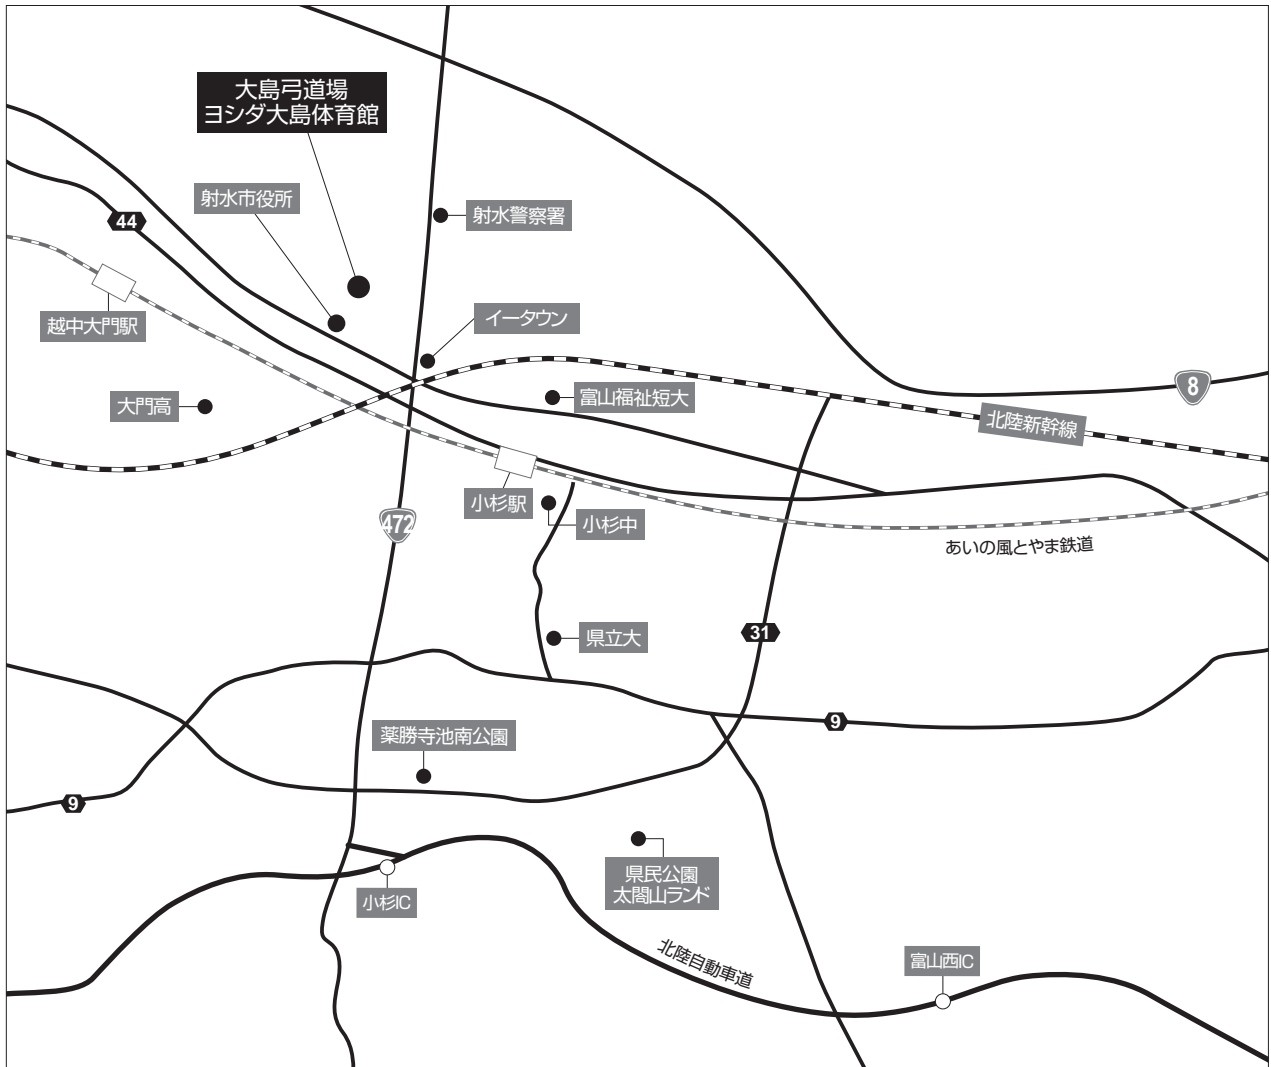 大島弓道場
ヨシダ大島体育館
射水市役所
44
射水警察署
越中大門駅
イータウン
大門高
富山福祉短大
8
北陸新幹線
小杉駅
472
小杉中
あいの風とやま鉄道
県立大
31
9
薬勝寺池南公園
9
県民公園
太閤山ランド
小杉IC
北陸自動車道
富山西IC